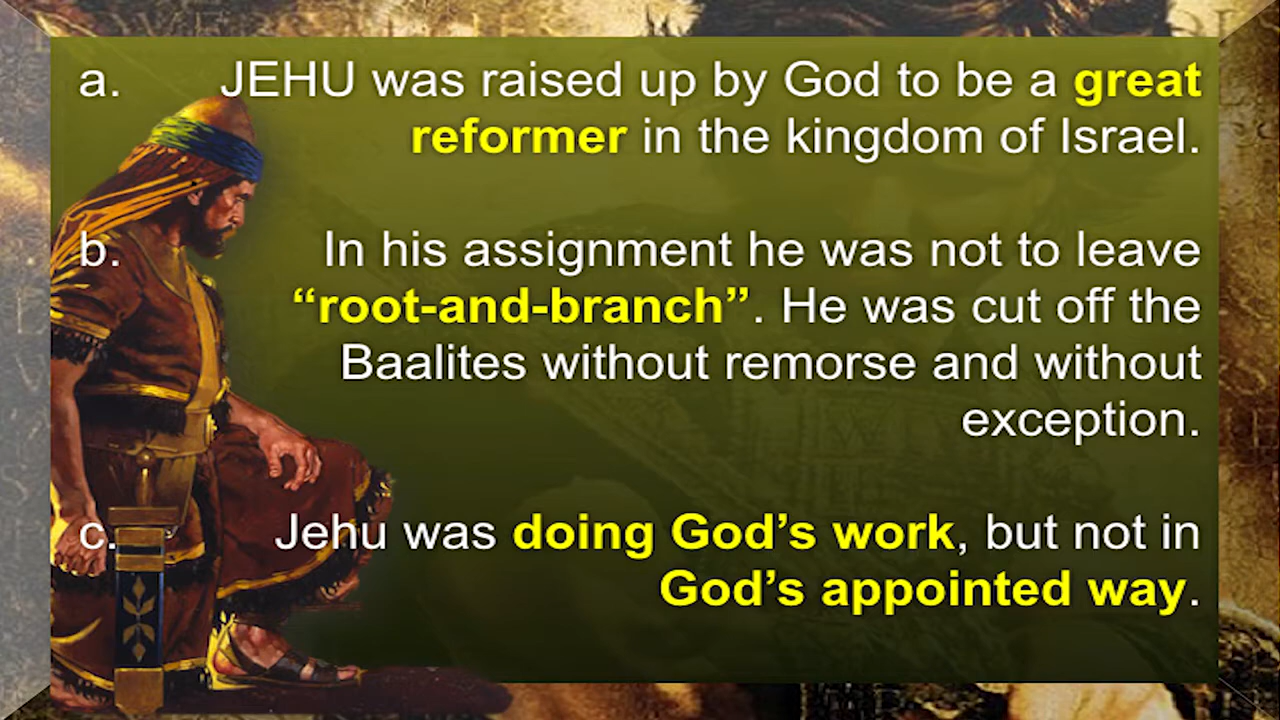 a. JEHU was raised up by God to be a great
reformer in the kingdom of Israel.
b. In his assignment he was not to leave
“root-and-branch”. He was cut off the
Baalites without remorse and without
exception.
c. Jehu was doing God’s work, but not in
God’s appointed way.